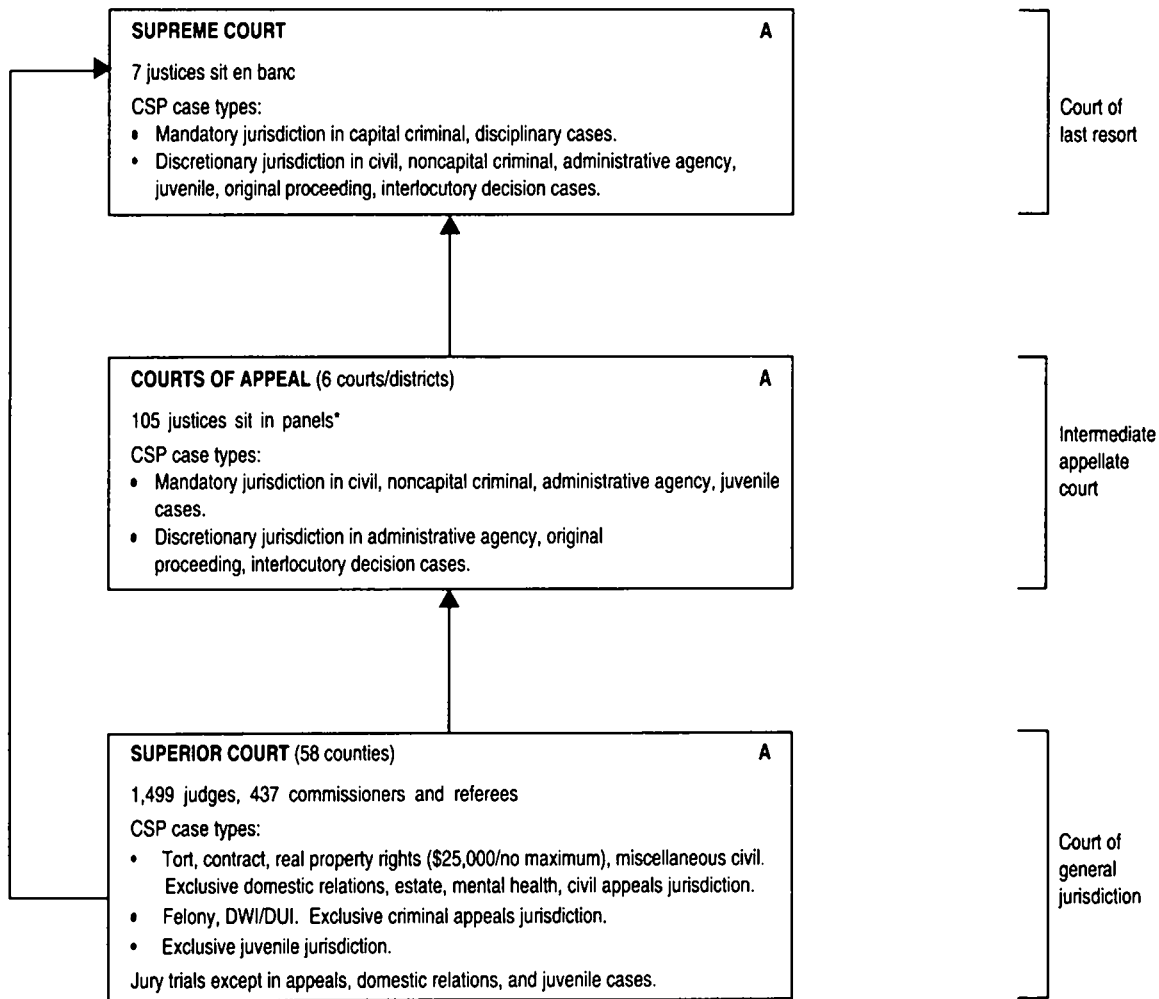 SUPREME COURT A
7 justices sit en banc
CSP case types:
• Mandatory jurisdiction in capital criminal, disciplinary cases.
• Discretionary jurisdiction in civil, noncapital criminal, administrative agency,
juvenile, original proceeding, interlocutory decision cases.
Court of
last resort
COURTS OF APPEAL (6 courts/districts) A
105 justices sit in panels*
CSP case types:
• Mandatory jurisdiction in civil, noncapital criminal, administrative agency, juvenile
cases.
• Discretionary jurisdiction in administrative agency, original
proceeding, interlocutory decision cases.
Intermediate
appellate
court
SUPERIOR COURT (58 counties) A
1,499 judges, 437 commissioners and referees
CSP case types:
• Tort, contract, real property rights ($25,000/no maximum), miscellaneous civil.
Exclusive domestic relations, estate, mental health, civil appeals jurisdiction.
• Felony, DWI/DUI. Exclusive criminal appeals jurisdiction.
• Exclusive juvenile jurisdiction.
Jury trials except in appeals, domestic relations, and juvenile cases.
Court of
general
jurisdiction